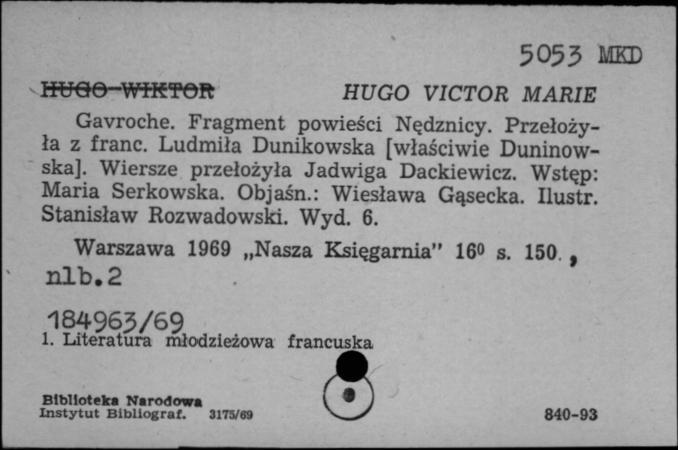 5053 MKD
HUGO WIKTOR HUGO VICTOR MARIE
Gavroche. Fragment powieści Nędznicy. Przełoży-
ła z franc. Ludmiła Dunikowska [właściwie Duninow-
ska]. Wiersze przełożyła Jadwiga Dackiewicz. Wstęp:
Maria Serkowska. Objaśn.: Wiesława Gąsecka. Ilustr.
Stanisław Rozwadowski. Wyd. 6.
Warszawa 1969 „Nasza Księgarnia” 16⁰ s. 150.,
nlb.2
184963/69
1. Literatura młodzieżowa francuska
Biblioteka Narodowa
Instytut Bibliograf. 3175/69 840-93